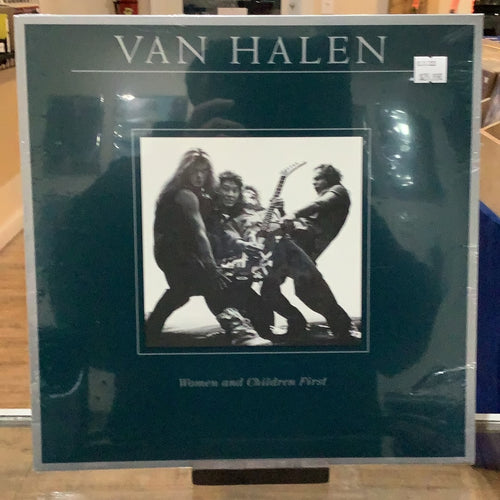 VAN HALEN
Women and Children First